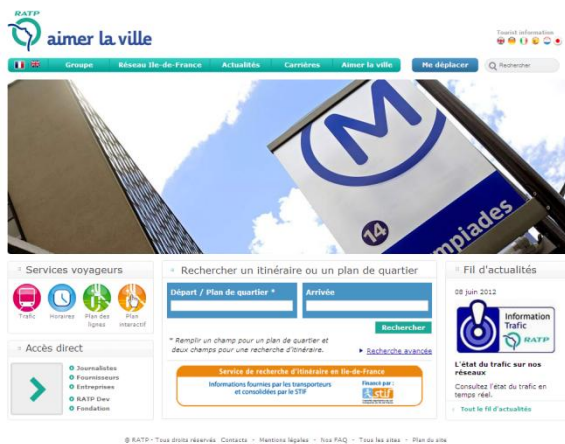 RATP
aimer la ville
Tourist information
Groupe Réseau Ile-de-France Actualités Carrières Aimer la ville Me déplacer Rechercher
M
14
mpiades
Services voyageurs
Trafic Horaires Plan des lignes Plan interactif
Accès direct
Journalistes
Fournisseurs
Entreprises
RATP Dev
Fondation
Rechercher un itinéraire ou un plan de quartier
Départ / Plan de quartier * Arrivée
Rechercher
* Remplir un champ pour un plan de quartier et
deux champs pour une recherche d'itinéraire.
Recherche avancée
Service de recherche d'itinéraire en Ile-de-France
Informations fournies par les transporteurs
et consolidées par le STIF
Financé par :
stif
Fil d'actualités
08 juin 2012
Information
Trafic
RATP
L'état du trafic sur nos
réseaux
Consultez l'état du trafic en
temps réel.
Tout le fil d'actualités
© RATP - Tous droits réservés Contacts - Mentions légales - Nos FAQ - Tous les sites - Plan du site